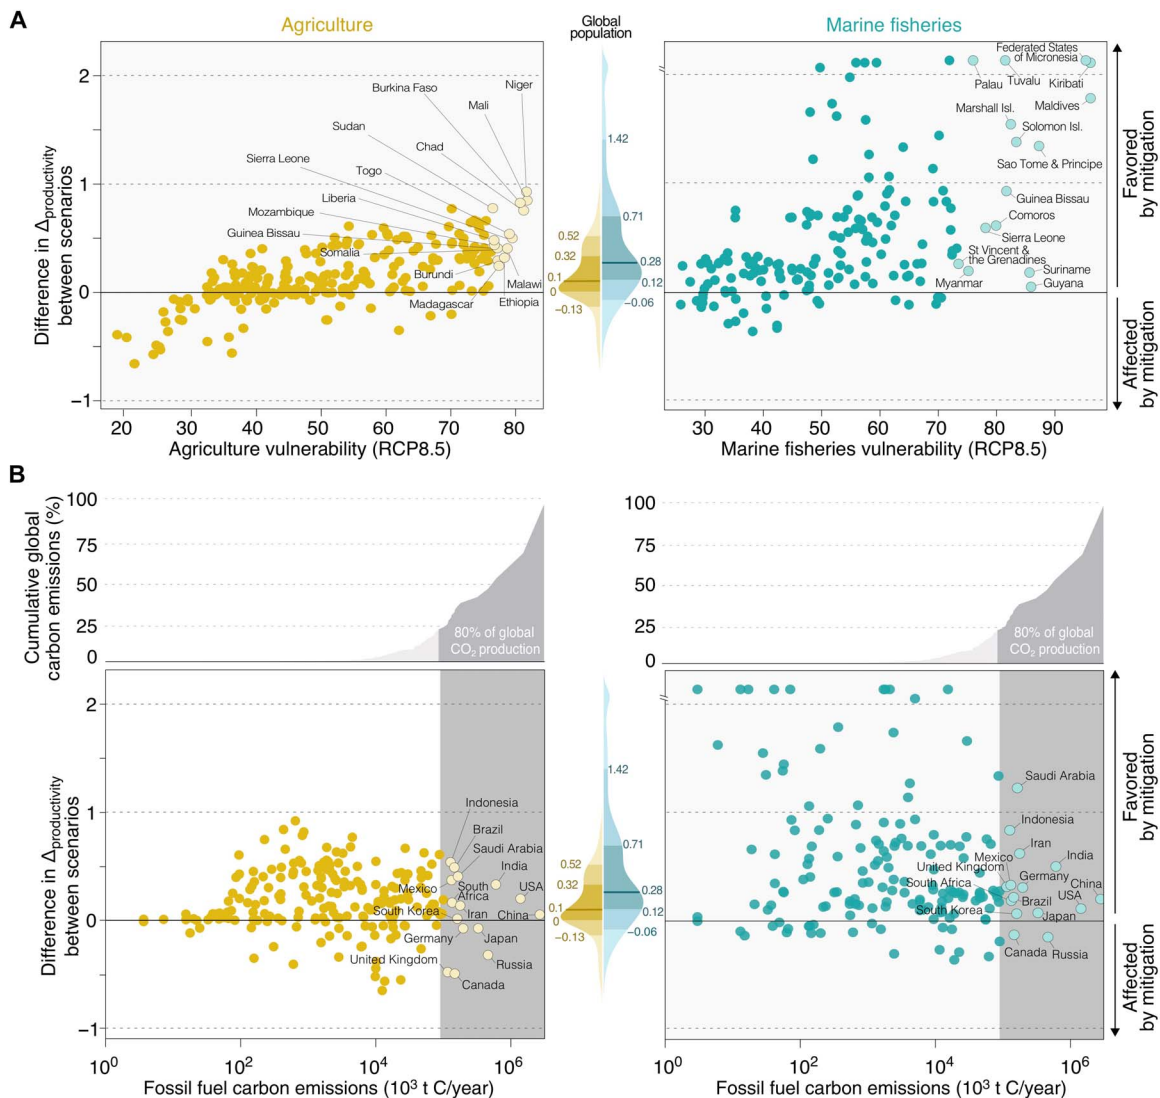 A
Agriculture
Global
population
Marine fisheries
Difference in Δproductivity
between scenarios
2
1
0
−1
Niger
Burkina Faso
Mali
Sudan
Chad
Sierra Leone
Togo
Liberia
Mozambique
Guinea Bissau
Somalia
Burundi
Malawi
Madagascar
Ethiopia
20 30 40 50 60 70 80
Agriculture vulnerability (RCP8.5)
1.42
0.71
0.52
0.32
0.28
0.1
0.12
0
−0.06
−0.13
Federated States
of Micronesia
Palau
Tuvalu
Kiribati
Maldives
Marshall Isl.
Solomon Isl.
Sao Tome & Principe
Guinea Bissau
Comoros
Sierra Leone
St Vincent &
the Grenadines
Myanmar
Suriname
Guyana
30 40 50 60 70 80 90
Marine fisheries vulnerability (RCP8.5)
Favored
by mitigation
Affected
by mitigation
B
Cumulative global
carbon emissions (%)
100
75
50
25
0
80% of global
CO2 production
100
75
50
25
0
80% of global
CO2 production
Difference in Δproductivity
between scenarios
2
1
0
−1
Indonesia
Brazil
Saudi Arabia
India
Mexico
South
Africa
USA
South Korea
Iran
China
Germany
Japan
United Kingdom
Russia
Canada
10^0 10^2 10^4 10^6
Fossil fuel carbon emissions (10^3 t C/year)
1.42
0.71
0.52
0.32
0.28
0.1
0.12
0
−0.06
−0.13
Saudi Arabia
Indonesia
Iran
Mexico
India
United Kingdom
Germany
South Africa
China
Brazil
USA
South Korea
Japan
Canada
Russia
10^0 10^2 10^4 10^6
Fossil fuel carbon emissions (10^3 t C/year)
Favored
by mitigation
Affected
by mitigation